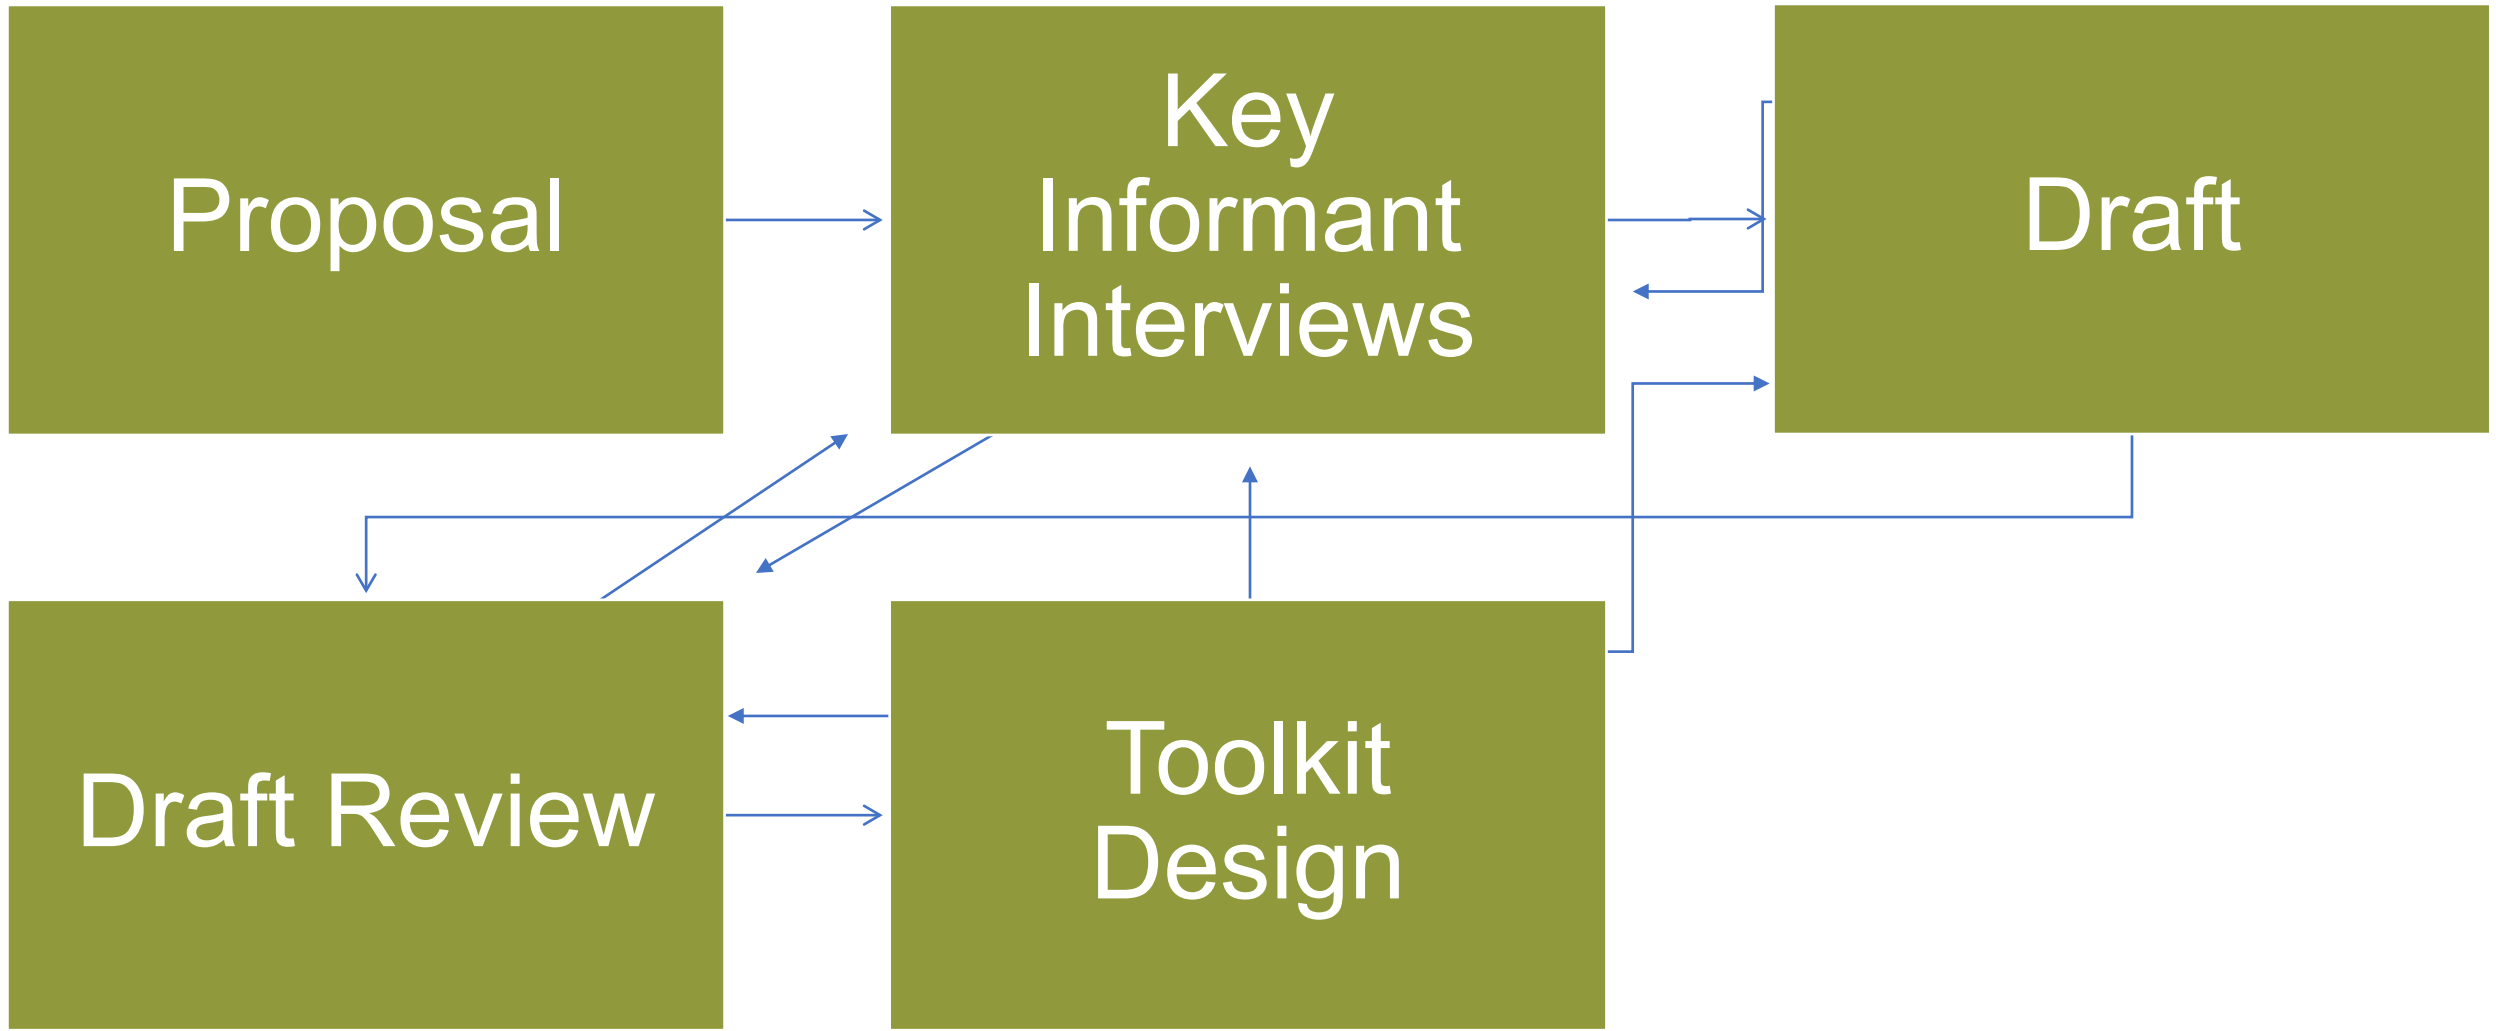 Proposal
Key
Informant
Interviews
Draft
Draft Review
Toolkit
Design